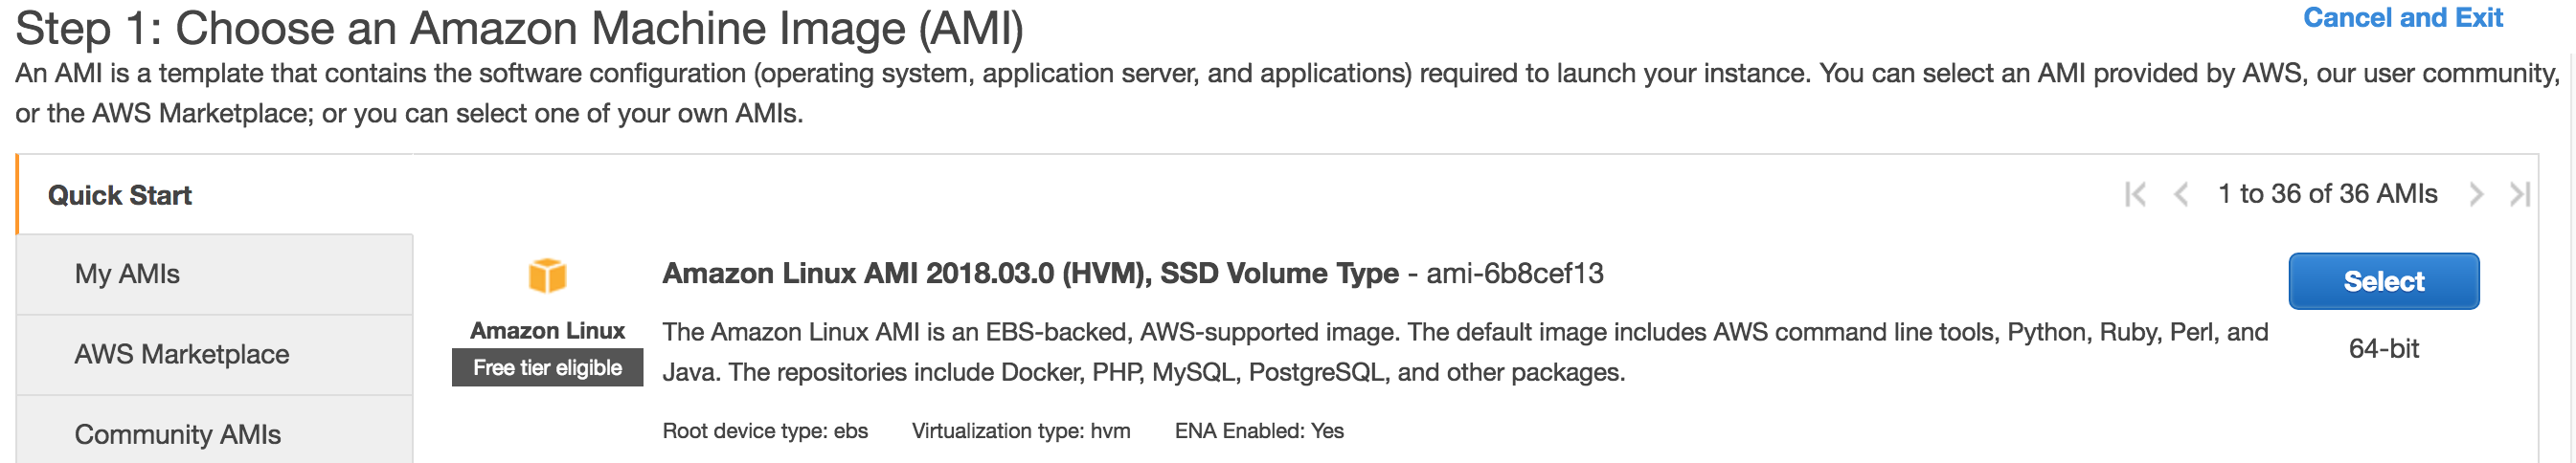 Step 1: Choose an Amazon Machine Image (AMI)
Cancel and Exit
An AMI is a template that contains the software configuration (operating system, application server, and applications) required to launch your instance. You can select an AMI provided by AWS, our user community,
or the AWS Marketplace; or you can select one of your own AMIs.
Quick Start
1 to 36 of 36 AMIs
My AMIs
AWS Marketplace
Community AMIs
Amazon Linux
Free tier eligible
Amazon Linux AMI 2018.03.0 (HVM), SSD Volume Type - ami-6b8cef13
The Amazon Linux AMI is an EBS-backed, AWS-supported image. The default image includes AWS command line tools, Python, Ruby, Perl, and
Java. The repositories include Docker, PHP, MySQL, PostgreSQL, and other packages.
Root device type: ebs Virtualization type: hvm ENA Enabled: Yes
Select
64-bit